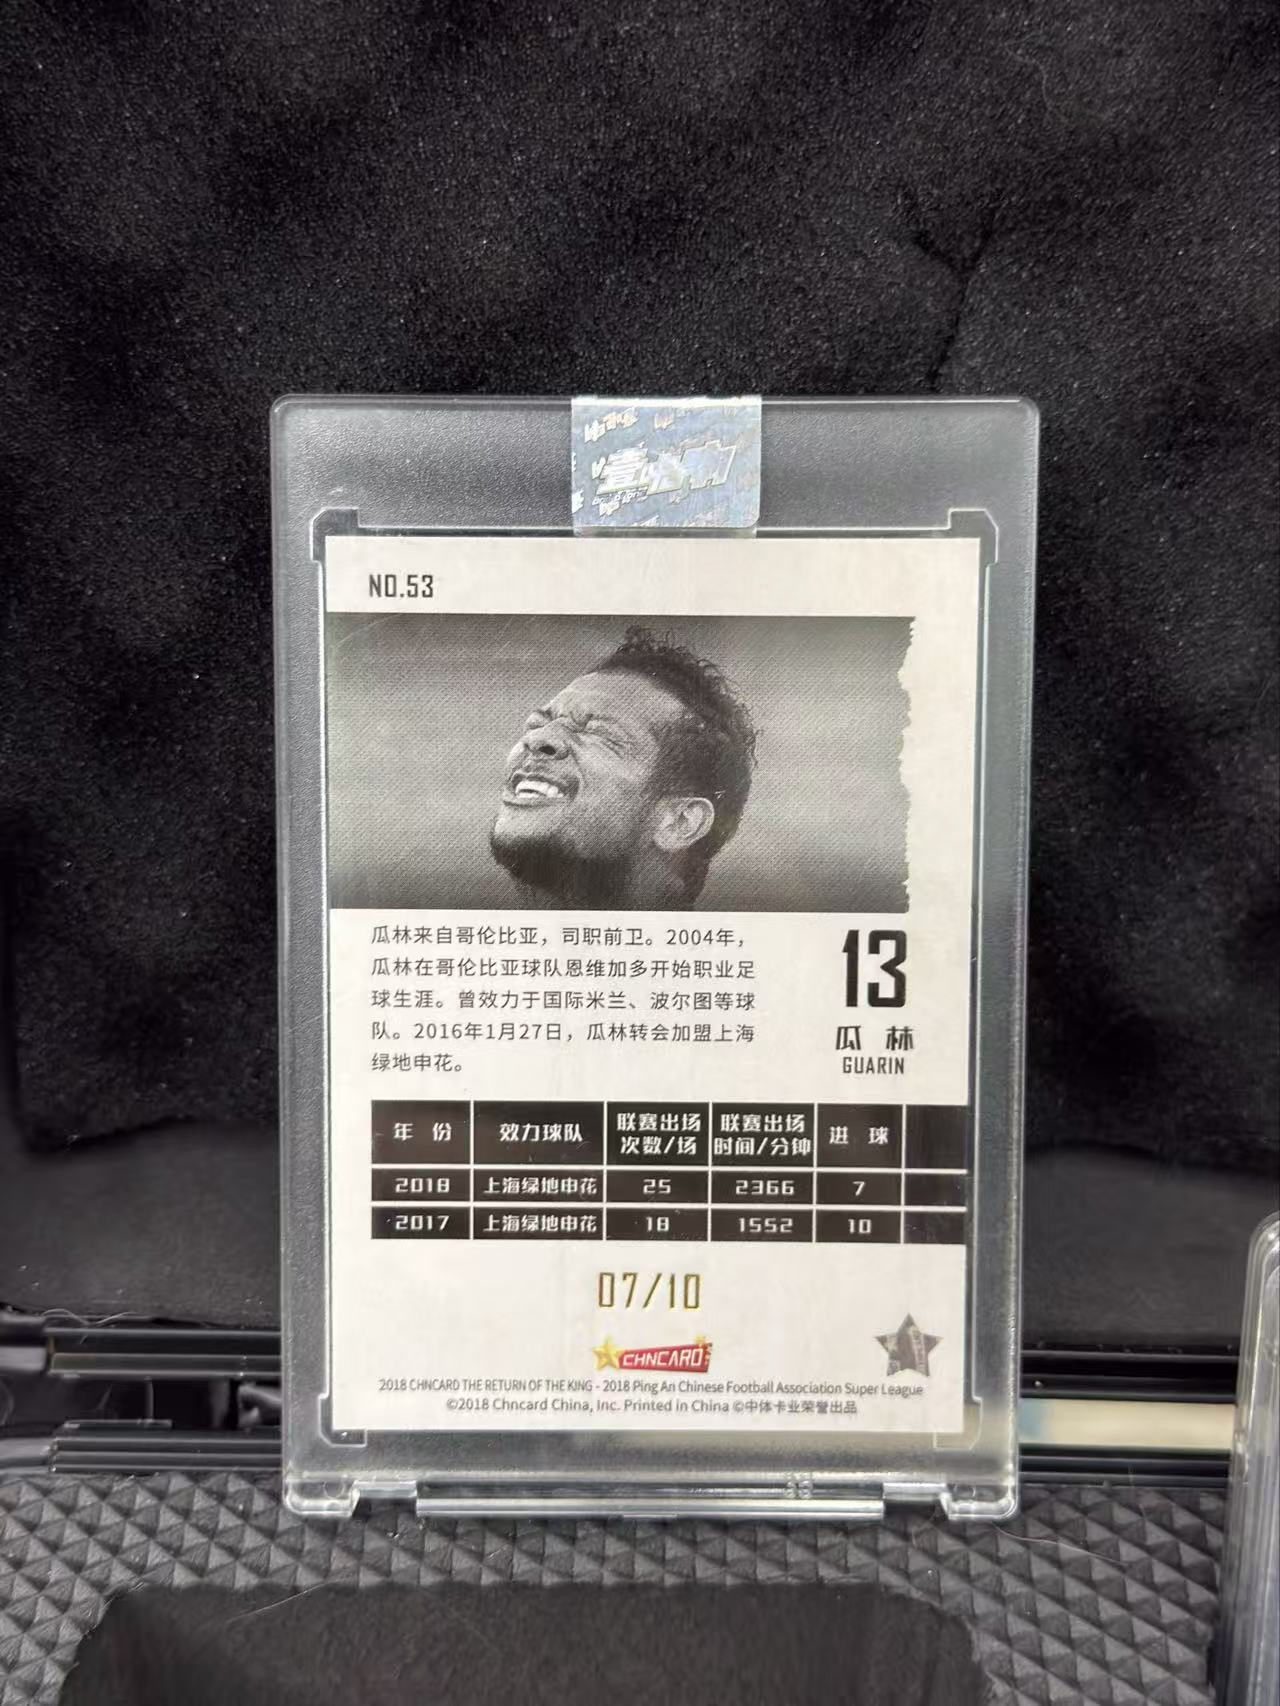 壹
NO.53
瓜林来自哥伦比亚，司职前卫。2004年，
瓜林在哥伦比亚球队恩维加多开始职业足
球生涯。曾效力于国际米兰、波尔图等球
队。2016年1月27日，瓜林转会加盟上海
绿地申花。
13
瓜 林
GUARIN
年 份 效力球队 联赛出场次数/场 联赛出场时间/分钟 进 球
2018 上海绿地申花 25 2366 7
2017 上海绿地申花 18 1552 10
07/10
CHNCARD
2018 CHNCARD THE RETURN OF THE KING - 2018 Ping An Chinese Football Association Super League
©2018 Chncard China, Inc. Printed in China ©中体卡业荣誉出品